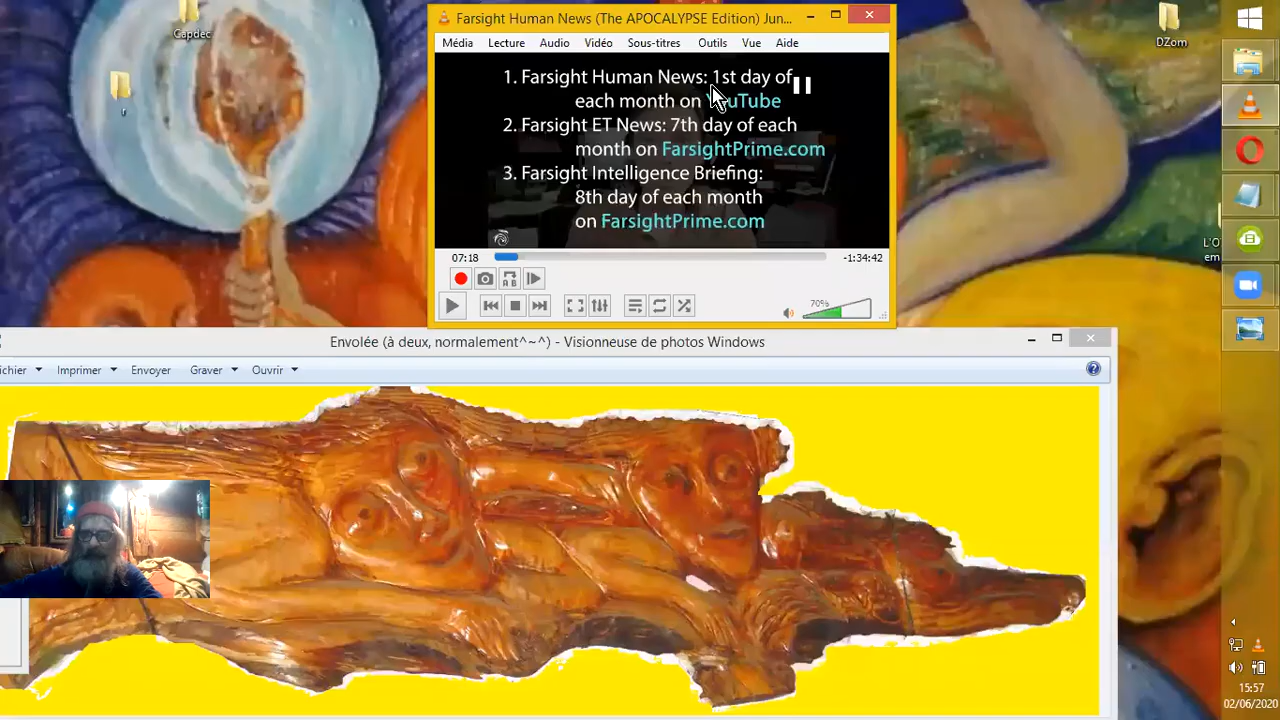 Capdec
r
DZom
Farsight Human News (The APOCALYPSE Edition) Jun...
Média Lecture Audio Vidéo Sous-titres Outils Vue Aide
1. Farsight Human News: 1st day of
each month on YouTube
2. Farsight ET News: 7th day of each
month on FarsightPrime.com
3. Farsight Intelligence Briefing:
8th day of each month
on FarsightPrime.com
07:18
-1:34:42
70%
L'O
em
Envolée (à deux, normalement^~^) - Visionneuse de photos Windows
ichier Imprimer Envoyer Graver Ouvrir
15:57
02/06/2020